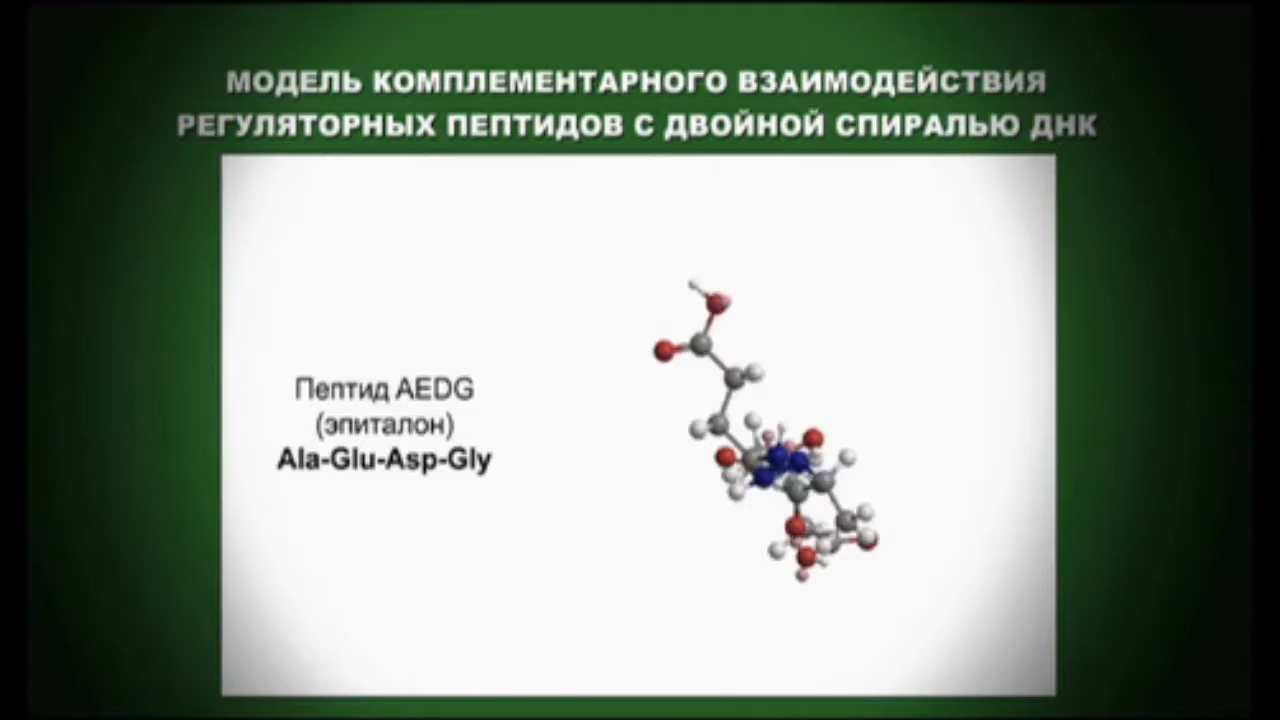 МОДЕЛЬ КОМПЛЕМЕНТАРНОГО ВЗАИМОДЕЙСТВИЯ
РЕГУЛЯТОРНЫХ ПЕПТИДОВ С ДВОЙНОЙ СПИРАЛЬЮ ДНК
Пептид AEDG
(эпиталон)
Ala-Glu-Asp-Gly